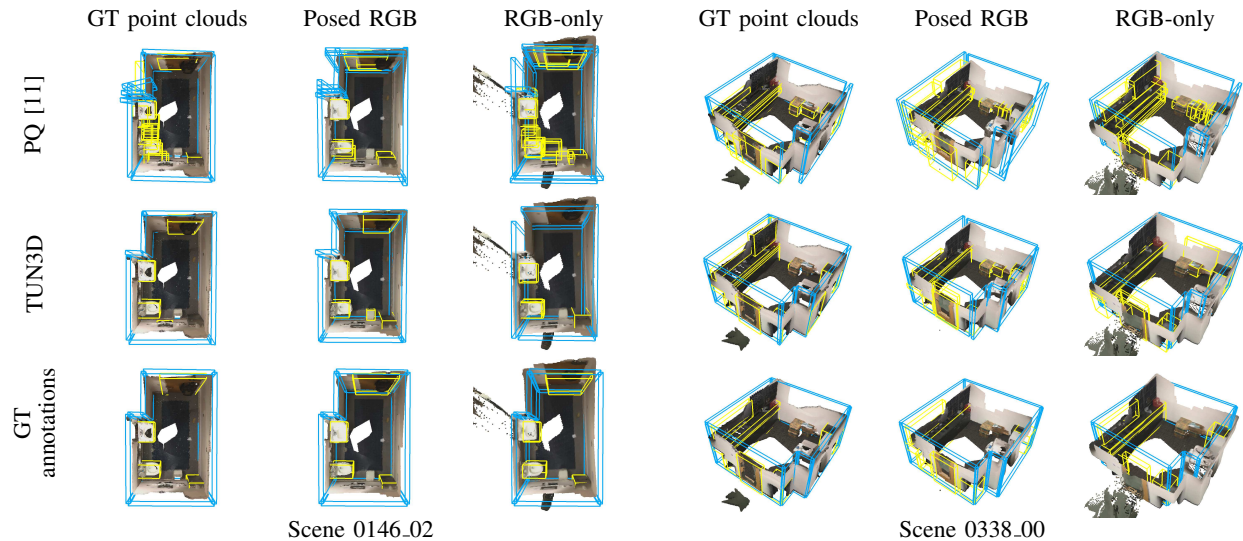 GT point clouds Posed RGB RGB-only GT point clouds Posed RGB RGB-only
PQ [11]
TUN3D
GT
annotations
Scene 0146_02 Scene 0338_00